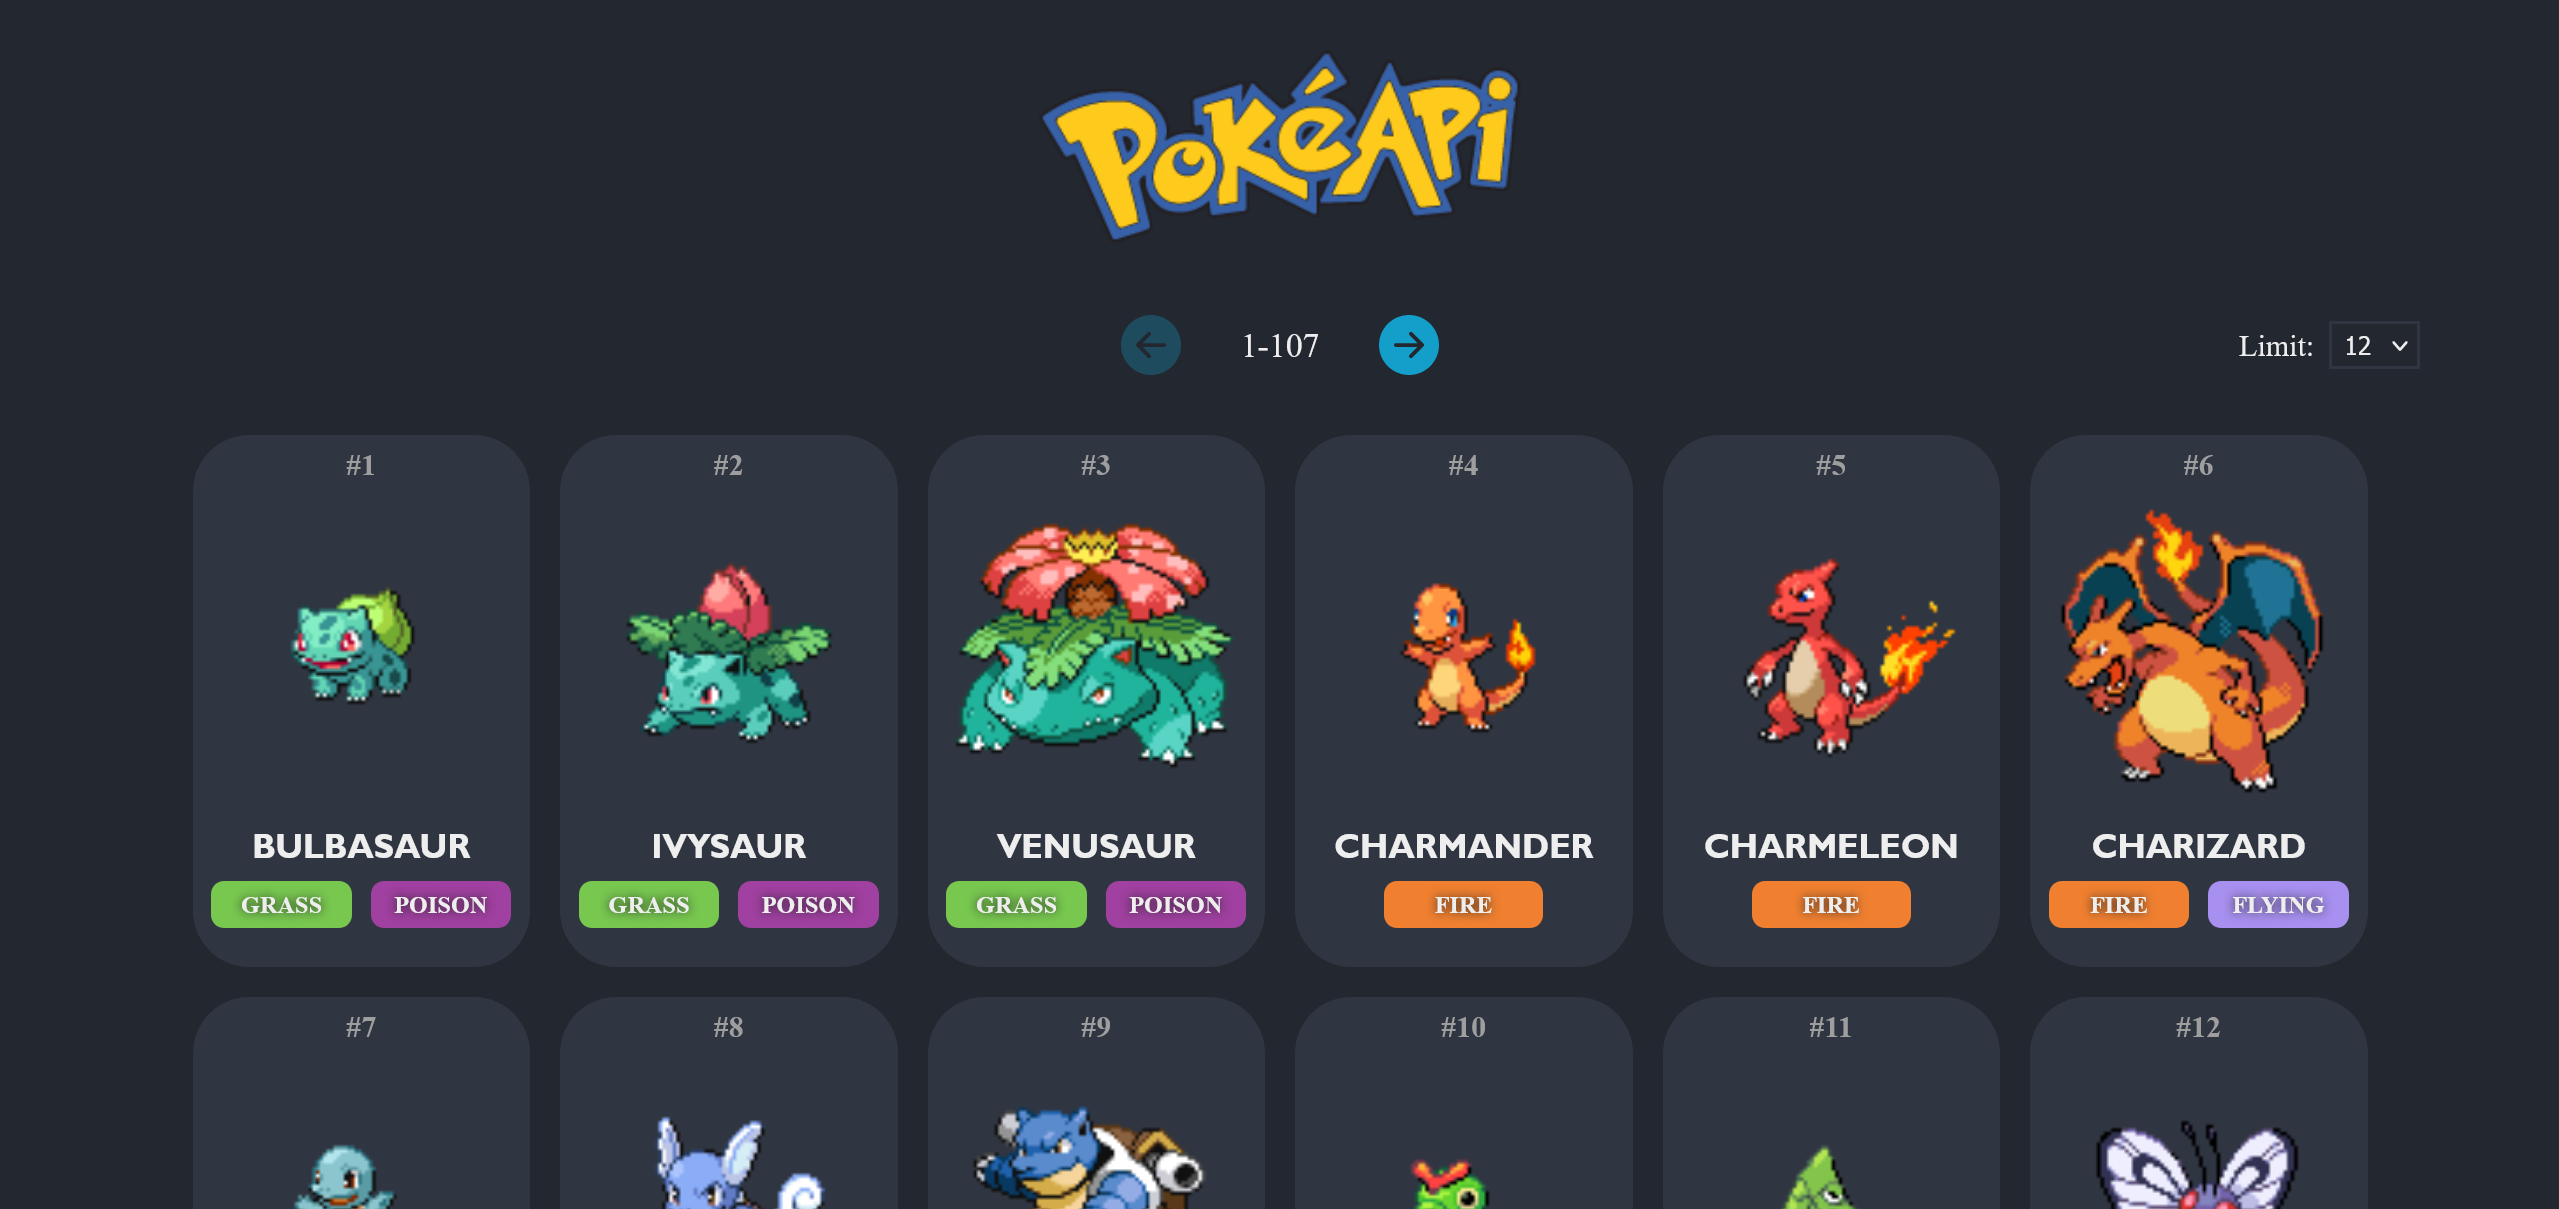 PokéAPi
1-107
Limit: 12
#1 #2 #3 #4 #5 #6
BULBASAUR IVYSAUR VENUSAUR CHARMANDER CHARMELEON CHARIZARD
GRASS POISON GRASS POISON GRASS POISON FIRE FIRE FIRE FLYING
#7 #8 #9 #10 #11 #12